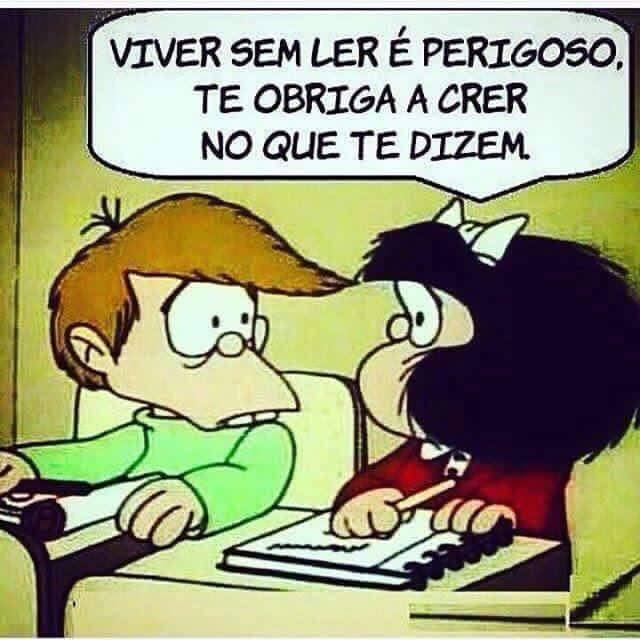 VIVER SEM LER É PERIGOSO,
TE OBRIGA A CRER
NO QUE TE DIZEM.